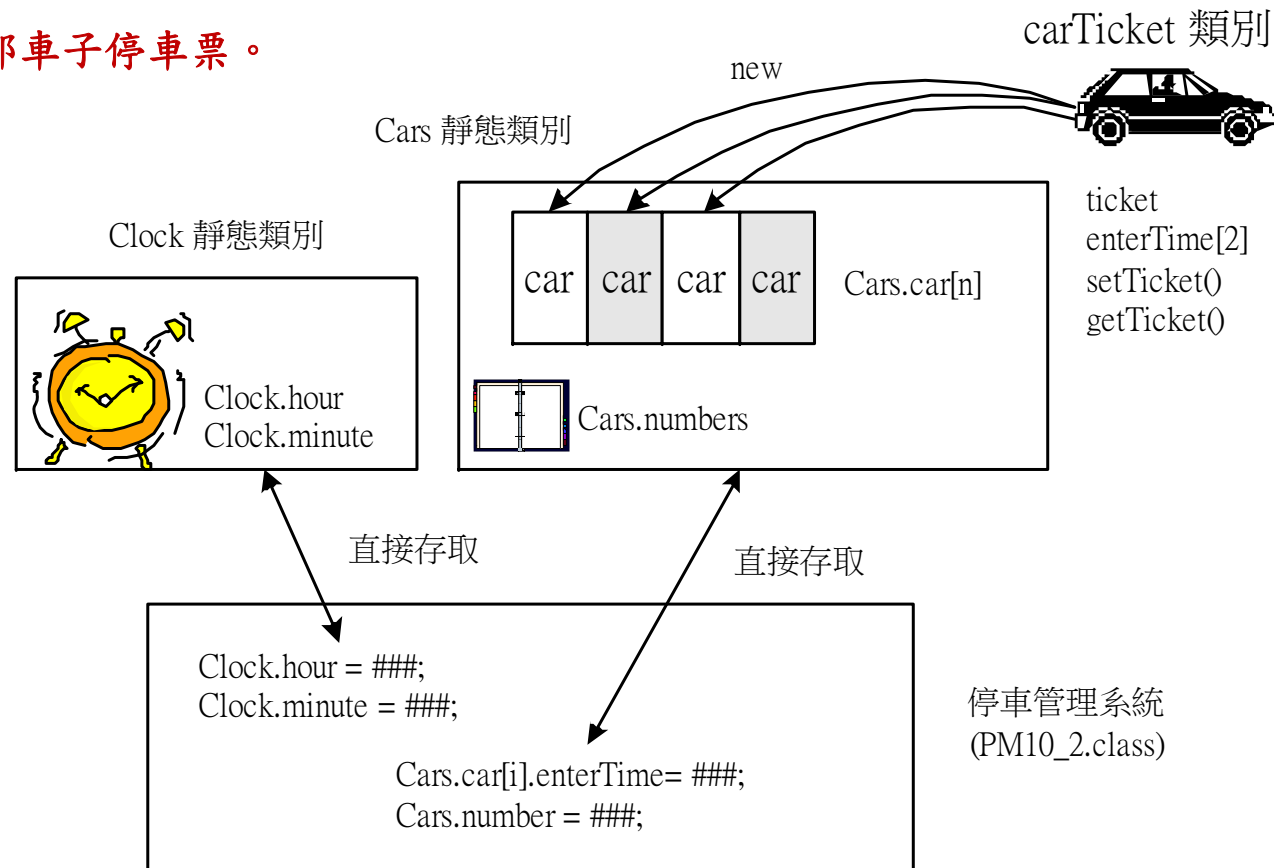 部車子停車票。
carTicket 類別
new
Cars 靜態類別
ticket
enterTime[2]
setTicket()
getTicket()
Clock 靜態類別
car car car car
Cars.car[n]
Clock.hour
Clock.minute
Cars.numbers
直接存取
直接存取
Clock.hour = ###;
Clock.minute = ###;
停車管理系統
(PM10_2.class)
Cars.car[i].enterTime= ###;
Cars.number = ###;